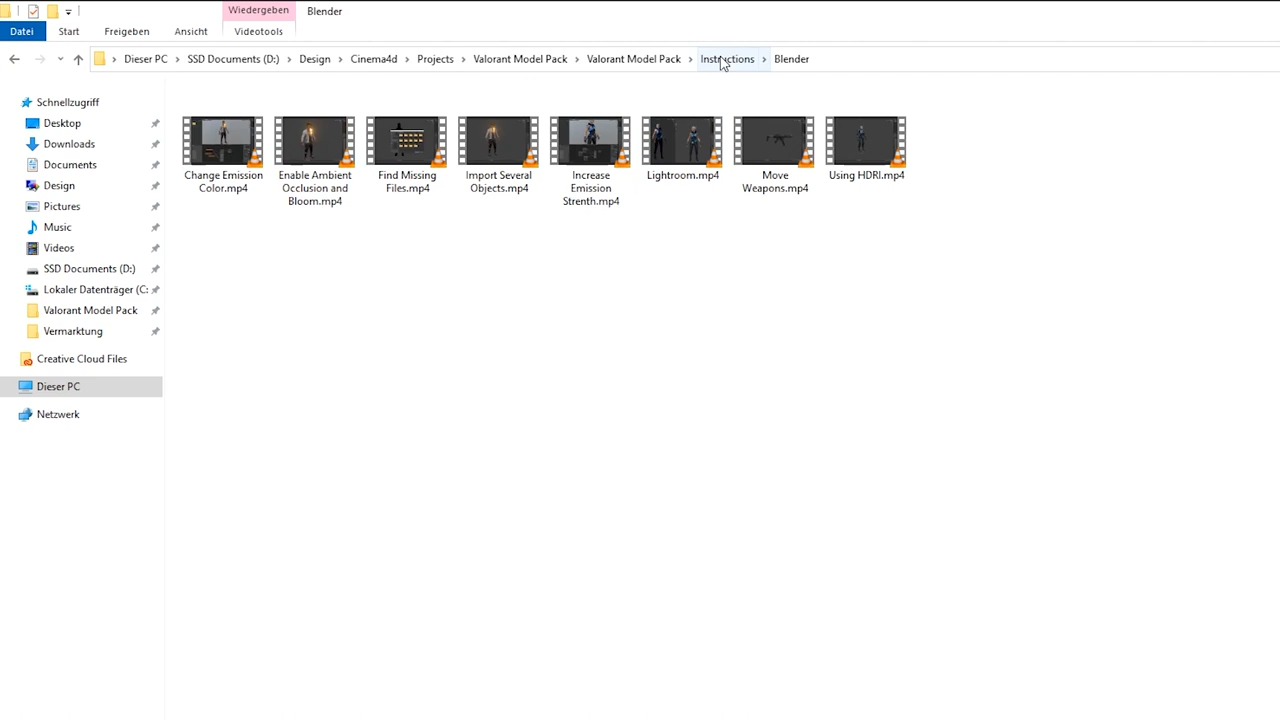 Wiedergeben
Blender
Datei
Start
Freigeben
Ansicht
Videotools
Dieser PC
SSD Documents (D:)
Design
Cinema4d
Projects
Valorant Model Pack
Valorant Model Pack
Instructions
Blender
Schnellzugriff
Desktop
Downloads
Documents
Design
Pictures
Music
Videos
SSD Documents (D:)
Lokaler Datenträger (C:
Valorant Model Pack
Vermarktung
Creative Cloud Files
Dieser PC
Netzwerk
Change Emission
Color.mp4
Enable Ambient
Occlusion and
Bloom.mp4
Find Missing
Files.mp4
Import Several
Objects.mp4
Increase
Emission
Strenth.mp4
Lightroom.mp4
Move
Weapons.mp4
Using HDRI.mp4